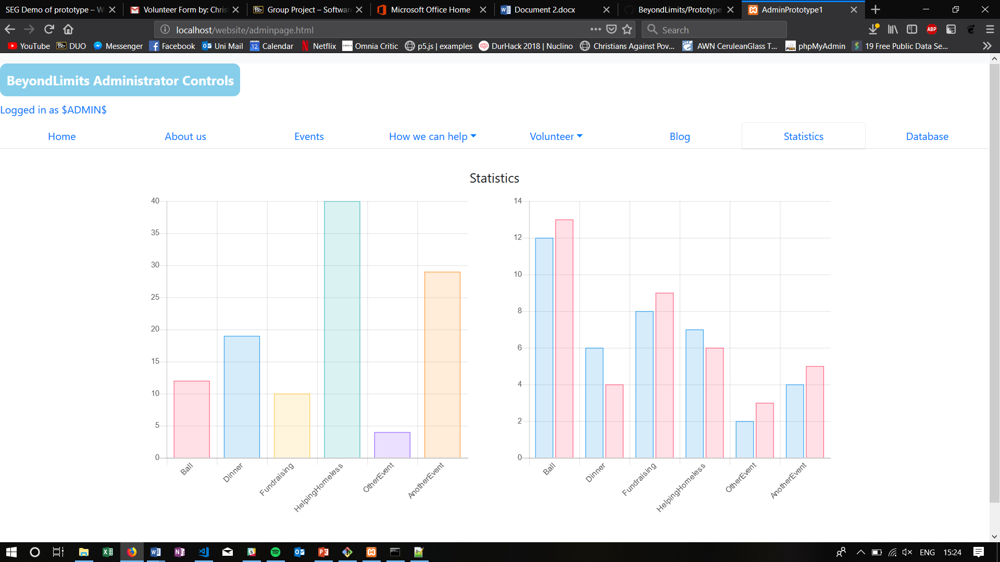 SEG Demo of prototype – W
Volunteer Form by: Chris
Group Project – Softwar
Microsoft Office Home
Document 2.docx
BeyondLimits/Prototype
AdminPrototype1
localhost/website/adminpage.html
Search
ABP
YouTube
Bb DUO
Messenger
Facebook
Uni Mail
12 Calendar
Netflix
Omnia Critic
p5.js | examples
DurHack 2018 | Nuclino
Christians Against Pov...
AWN CeruleanGlass T...
phpMyAdmin
19 Free Public Data Se...
BeyondLimits Administrator Controls
Logged in as $ADMIN$
Home
About us
Events
How we can help
Volunteer
Blog
Statistics
Database
Statistics
40
35
30
25
20
15
10
5
0
Ball
Dinner
Fundraising
HelpingHomeless
OtherEvent
AnotherEvent
14
12
10
8
6
4
2
0
Ball
Dinner
Fundraising
HelpingHomeless
OtherEvent
AnotherEvent
ENG
15:24